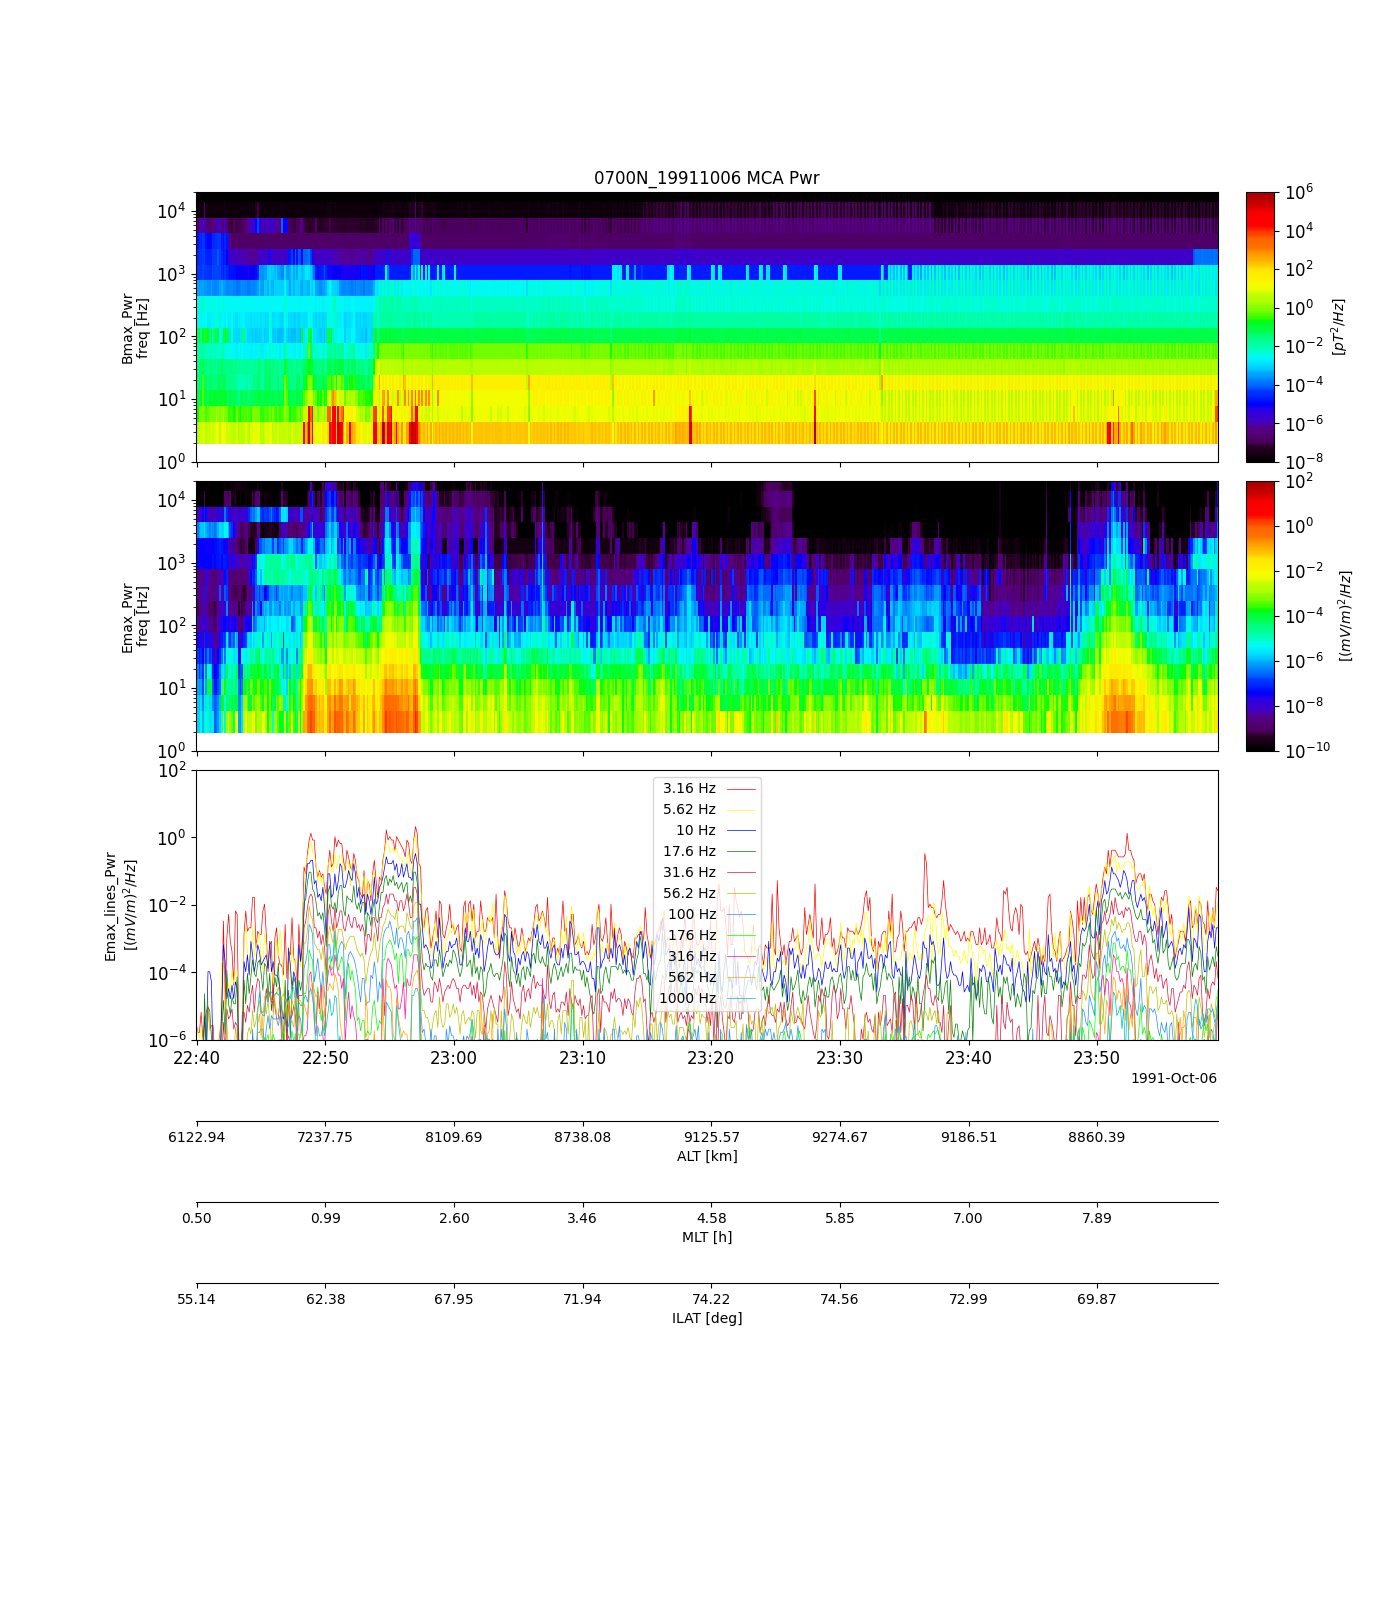 0700N_19911006 MCA Pwr
Bmax_Pwr
freq [Hz]
10^4
10^3
10^2
10^1
10^0
10^6
10^4
10^2
10^0
10^-2
10^-4
10^-6
10^-8
[pT^2/Hz]
Emax_Pwr
freq [Hz]
10^4
10^3
10^2
10^1
10^0
10^2
10^0
10^-2
10^-4
10^-6
10^-8
10^-10
[(mV/m)^2/Hz]
Emax_lines_Pwr
[(mV/m)^2/Hz]
10^2
10^0
10^-2
10^-4
10^-6
3.16 Hz
5.62 Hz
10 Hz
17.6 Hz
31.6 Hz
56.2 Hz
100 Hz
176 Hz
316 Hz
562 Hz
1000 Hz
22:40 22:50 23:00 23:10 23:20 23:30 23:40 23:50
1991-Oct-06
6122.94 7237.75 8109.69 8738.08 9125.57 9274.67 9186.51 8860.39
ALT [km]
0.50 0.99 2.60 3.46 4.58 5.85 7.00 7.89
MLT [h]
55.14 62.38 67.95 71.94 74.22 74.56 72.99 69.87
ILAT [deg]